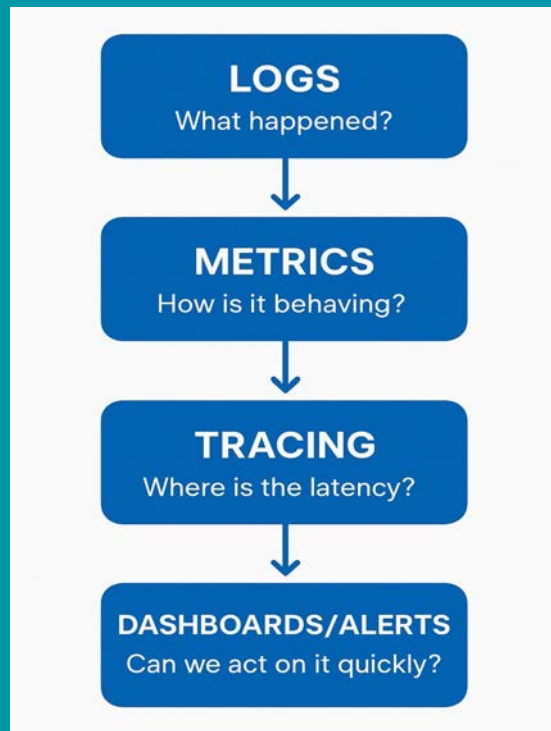 LOGS
What happened?
METRICS
How is it behaving?
TRACING
Where is the latency?
DASHBOARDS/ALERTS
Can we act on it quickly?